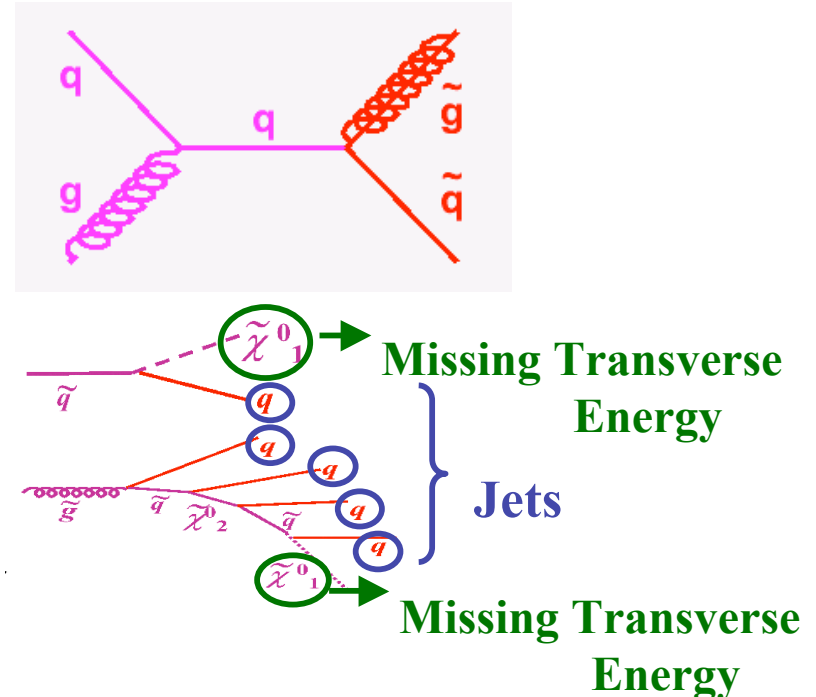 q
q
g̃
g
q̃
χ̃⁰₁
Missing Transverse
Energy
q̃
q
q
q
Jets
g̃
q̃
χ̃⁰₂
q
q̃
q
χ̃⁰₁
Missing Transverse
Energy